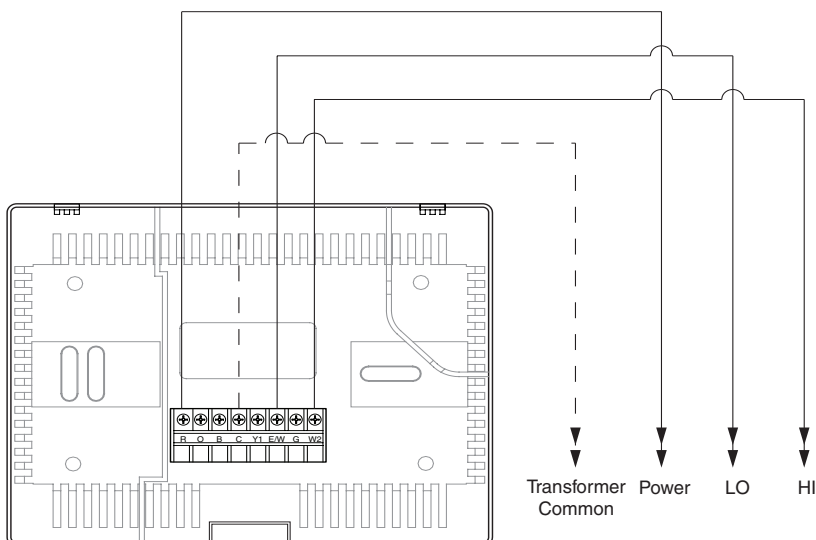 R O B C Y1 E/W G W2
Transformer Common
Power
LO
HI